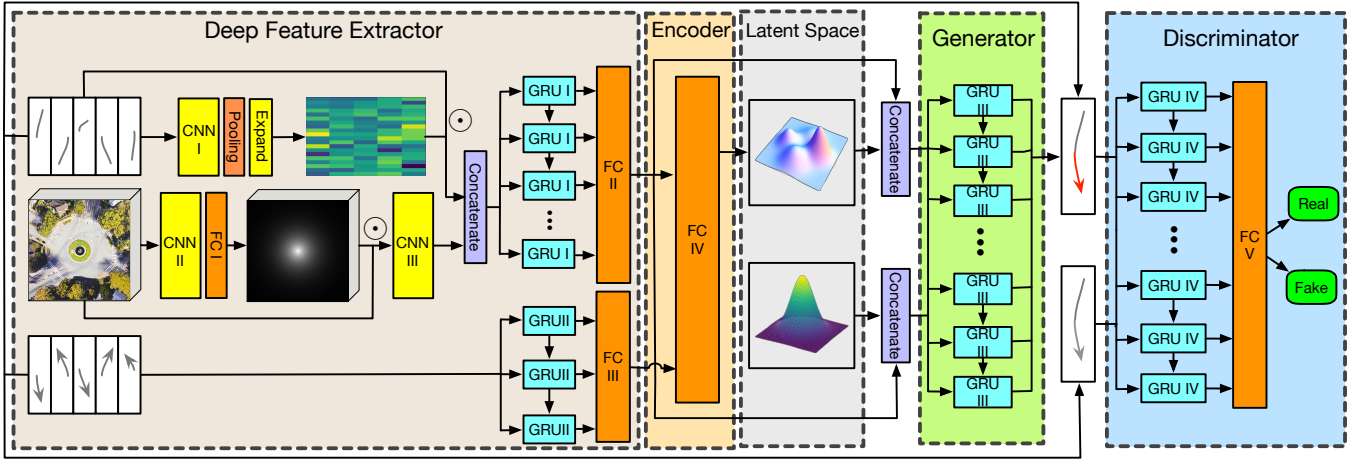 Deep Feature Extractor
Encoder
Latent Space
Generator
Discriminator
CNN
I
Pooling
Expand
CNN
II
FC I
CNN
III
Concatenate
GRU I
GRU I
GRU I
GRU I
FC
II
GRUII
GRUII
GRUII
FC
III
FC
IV
Concatenate
Concatenate
GRU
III
GRU
III
GRU
III
GRU
III
GRU
III
GRU
III
GRU IV
GRU IV
GRU IV
GRU IV
GRU IV
GRU IV
FC
V
Real
Fake